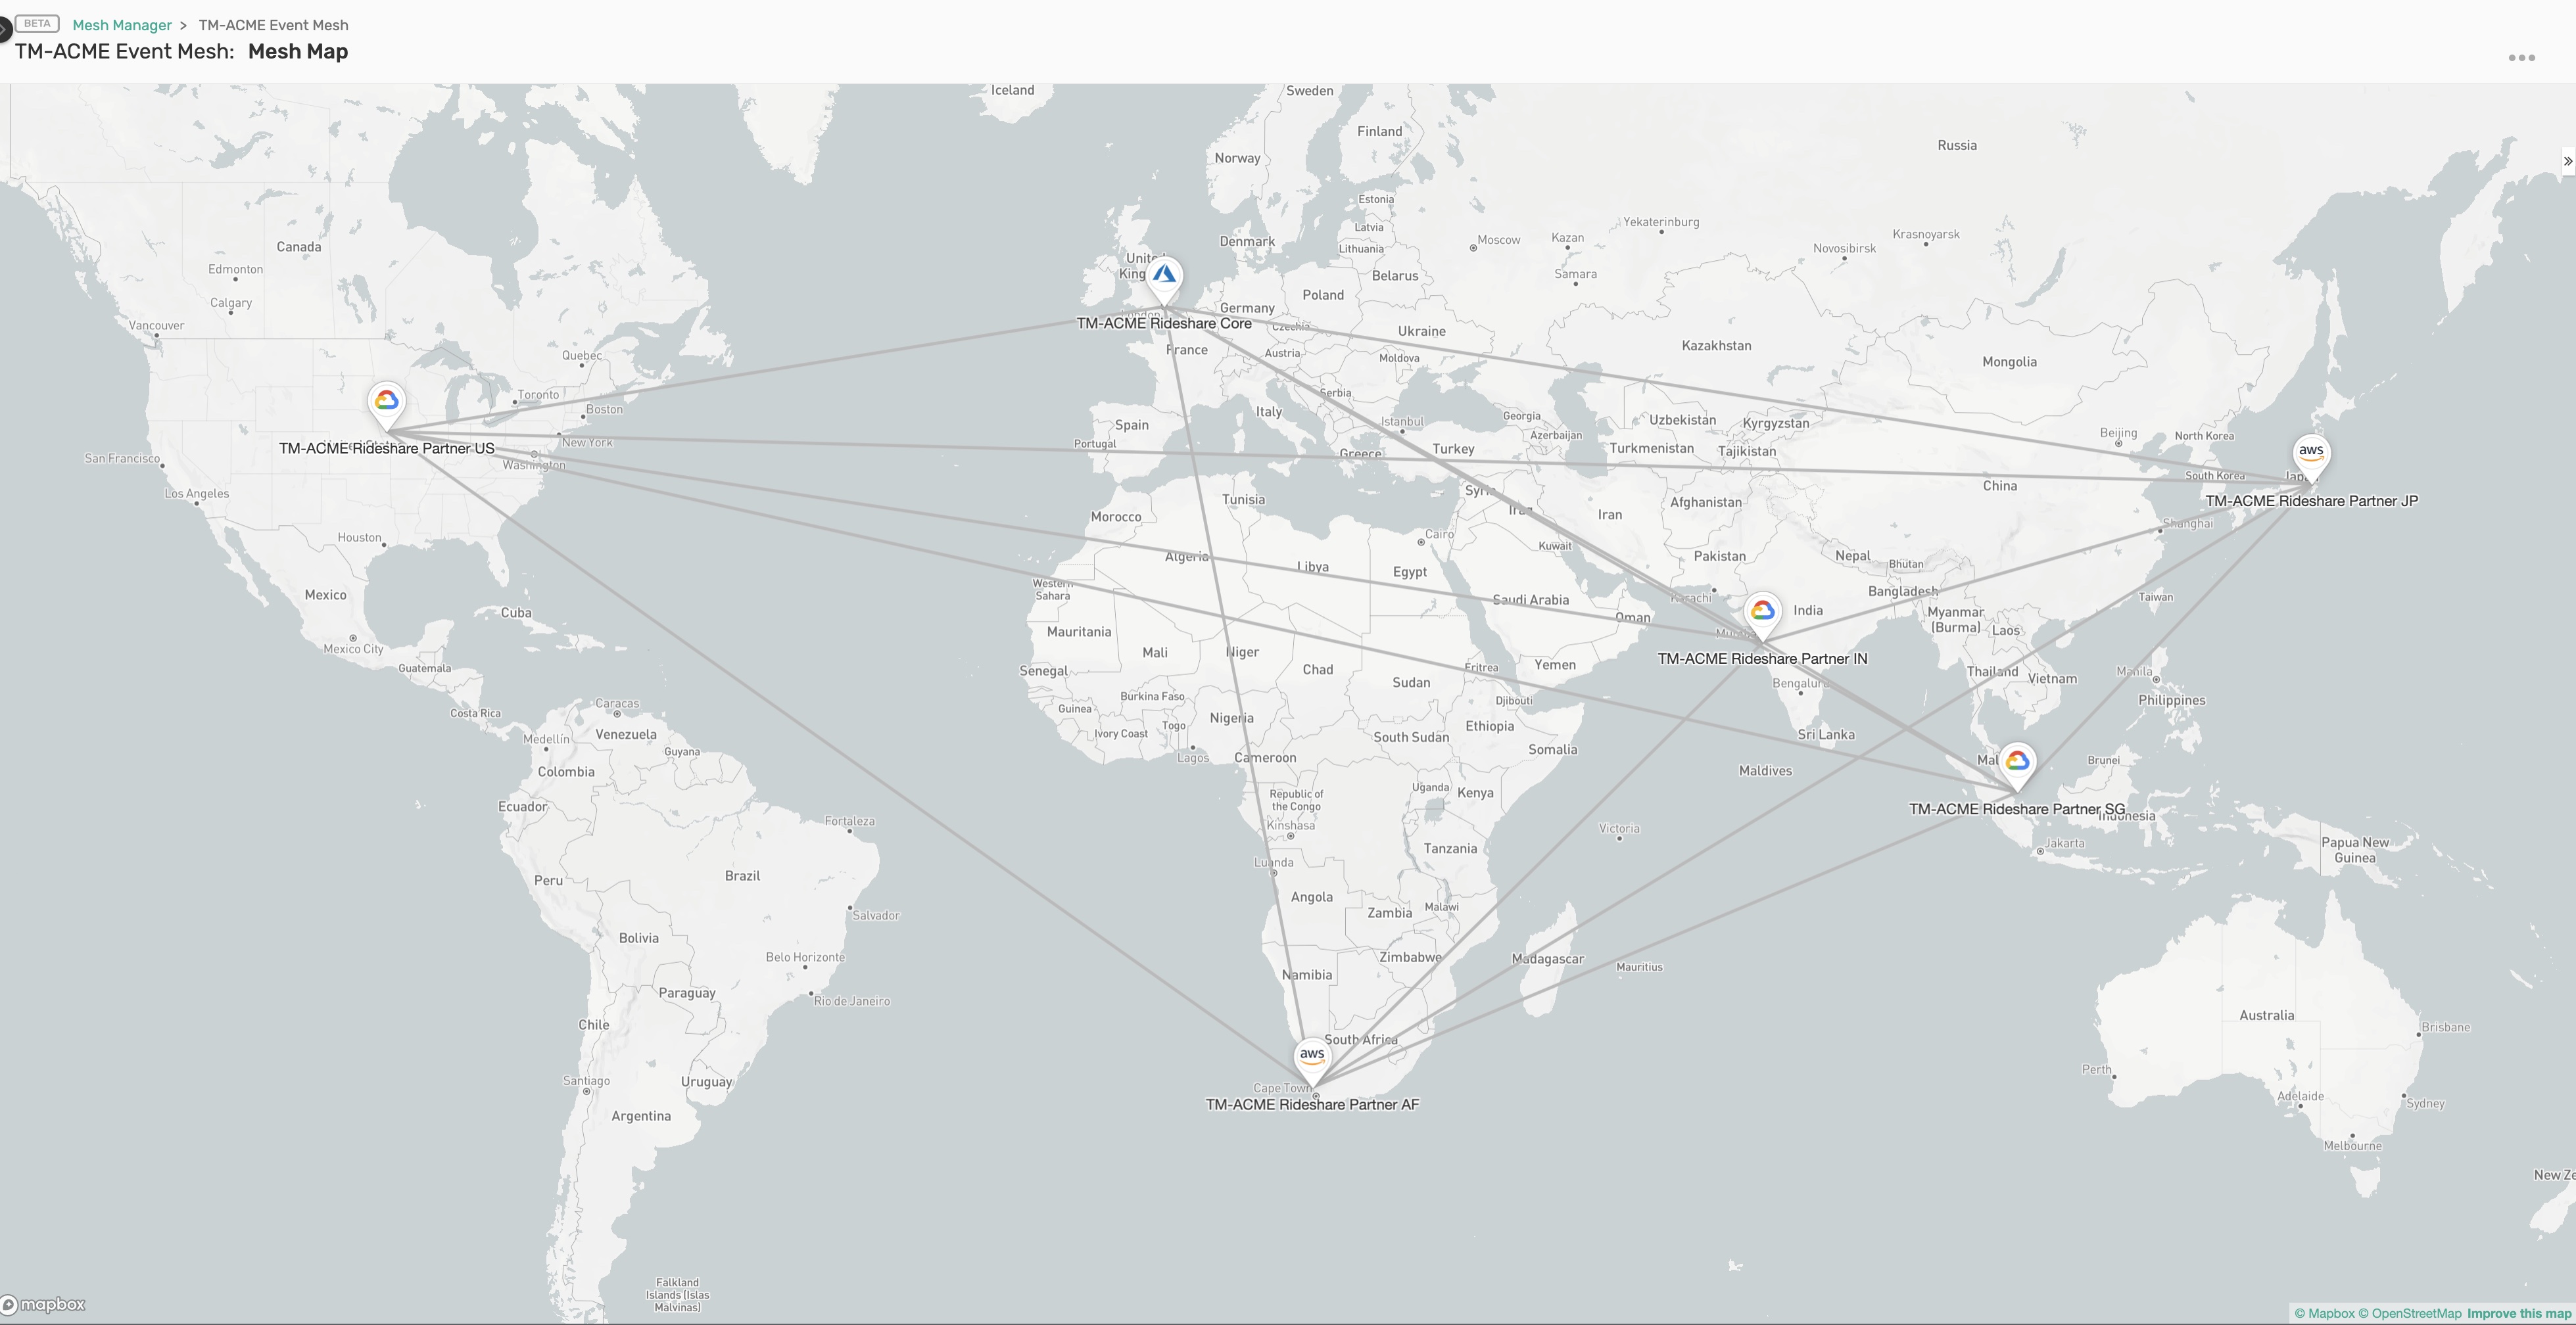 BETA
Mesh Manager > TM-ACME Event Mesh
TM-ACME Event Mesh: Mesh Map
Iceland
Sweden
Finland
Russia
Norway
Estonia
Latvia
Lithuania
Denmark
Moscow
Kazan
Yekaterinburg
Krasnoyarsk
Novosibirsk
Samara
Canada
Edmonton
Calgary
Vancouver
United
Belarus
Poland
Germany
TM-ACME Rideshare Core
Czechia
Ukraine
France
Austria
Moldova
Kazakhstan
Mongolia
Quebec
Toronto
Boston
Serbia
Italy
Spain
Portugal
Istanbul
Georgia
Azerbaijan
Uzbekistan
Kyrgyzstan
Beijing
North Korea
New York
TM-ACME Rideshare Partner US
Washington
San Francisco
Greece
Turkey
Turkmenistan
Tajikistan
aws
South Korea
China
TM-ACME Rideshare Partner JP
Los Angeles
Tunisia
Afghanistan
Morocco
Iraq
Iran
Shanghai
Houston
Cairo
Kuwait
Algeria
Pakistan
Nepal
Bhutan
Libya
Egypt
Western
Sahara
Mexico
Cuba
Saudi Arabia
Karachi
Bangladesh
Taiwan
India
Oman
Myanmar
(Burma)
Laos
Mauritania
Mexico City
Mali
Niger
TM-ACME Rideshare Partner IN
Guatemala
Senegal
Chad
Eritrea
Yemen
Thailand
Vietnam
Manila
Sudan
Bengaluru
Burkina Faso
Djibouti
Philippines
Caracas
Costa Rica
Guinea
Nigeria
Togo
Ivory Coast
Ethiopia
Medellín
Venezuela
South Sudan
Sri Lanka
Guyana
Somalia
Lagos
Cameroon
Colombia
Maldives
Brunei
Ecuador
Republic of
the Congo
Uganda
Kenya
TM-ACME Rideshare Partner SG
Indonesia
Fortaleza
Kinshasa
Victoria
Jakarta
Tanzania
Papua New
Guinea
Luanda
Peru
Brazil
Angola
Zambia
Malawi
Salvador
Bolivia
Belo Horizonte
Zimbabwe
Madagascar
Mauritius
Namibia
Paraguay
Rio de Janeiro
Chile
Australia
Brisbane
South Africa
aws
Perth
Santiago
Uruguay
Cape Town
TM-ACME Rideshare Partner AF
Adelaide
Sydney
Argentina
Melbourne
New Ze
Falkland
Islands (Islas
Malvinas)
mapbox
© Mapbox © OpenStreetMap Improve this map